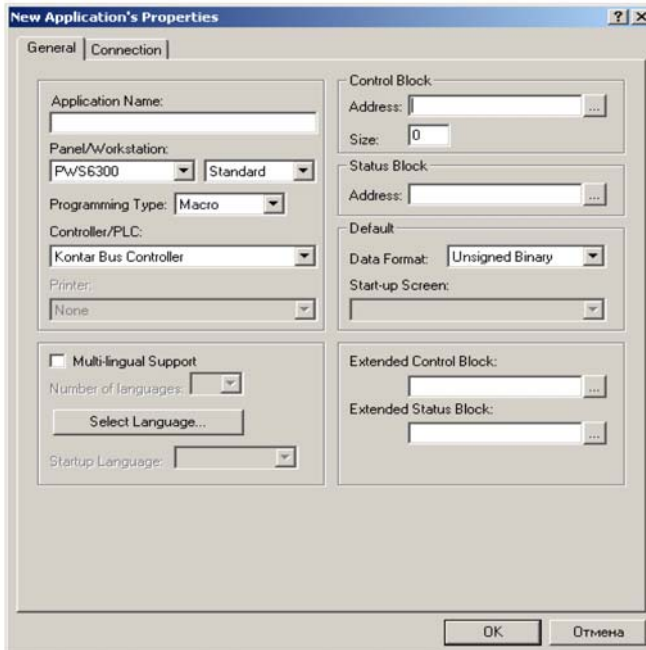 New Application's Properties
General
Connection
Application Name:
Panel/Workstation:
PWS6300
Standard
Programming Type: Macro
Controller/PLC:
Kontar Bus Controller
Printer:
None
Multi-lingual Support
Number of languages:
Select Language...
Startup Language:
Control Block
Address:
...
Size: 0
Status Block
Address:
...
Default
Data Format: Unsigned Binary
Start-up Screen:
Extended Control Block:
...
Extended Status Block:
...
OK
Отмена